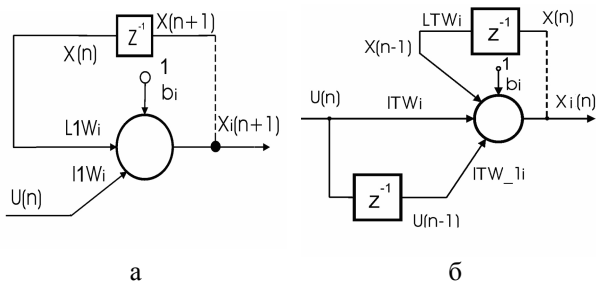 X(n+1)
Z⁻¹
X(n)
1
bi
L1Wi
Xi(n+1)
I1Wi
U(n)
а
LTWi
z⁻¹
X(n)
X(n-1)
1
bi
U(n)
ITWi
Xi(n)
ITW_1i
z⁻¹
U(n-1)
б